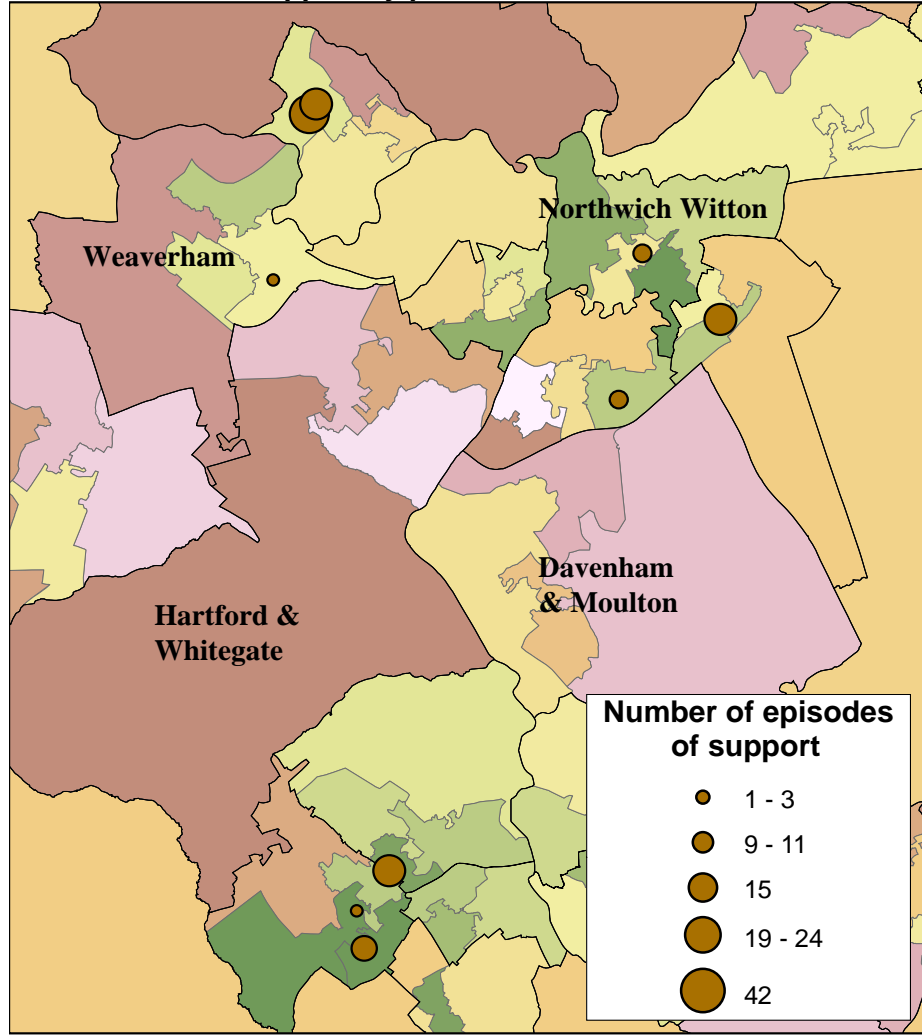 Northwich Witton
Weaverham
Davenham
& Moulton
Hartford &
Whitegate
Number of episodes
of support
1 - 3
9 - 11
15
19 - 24
42